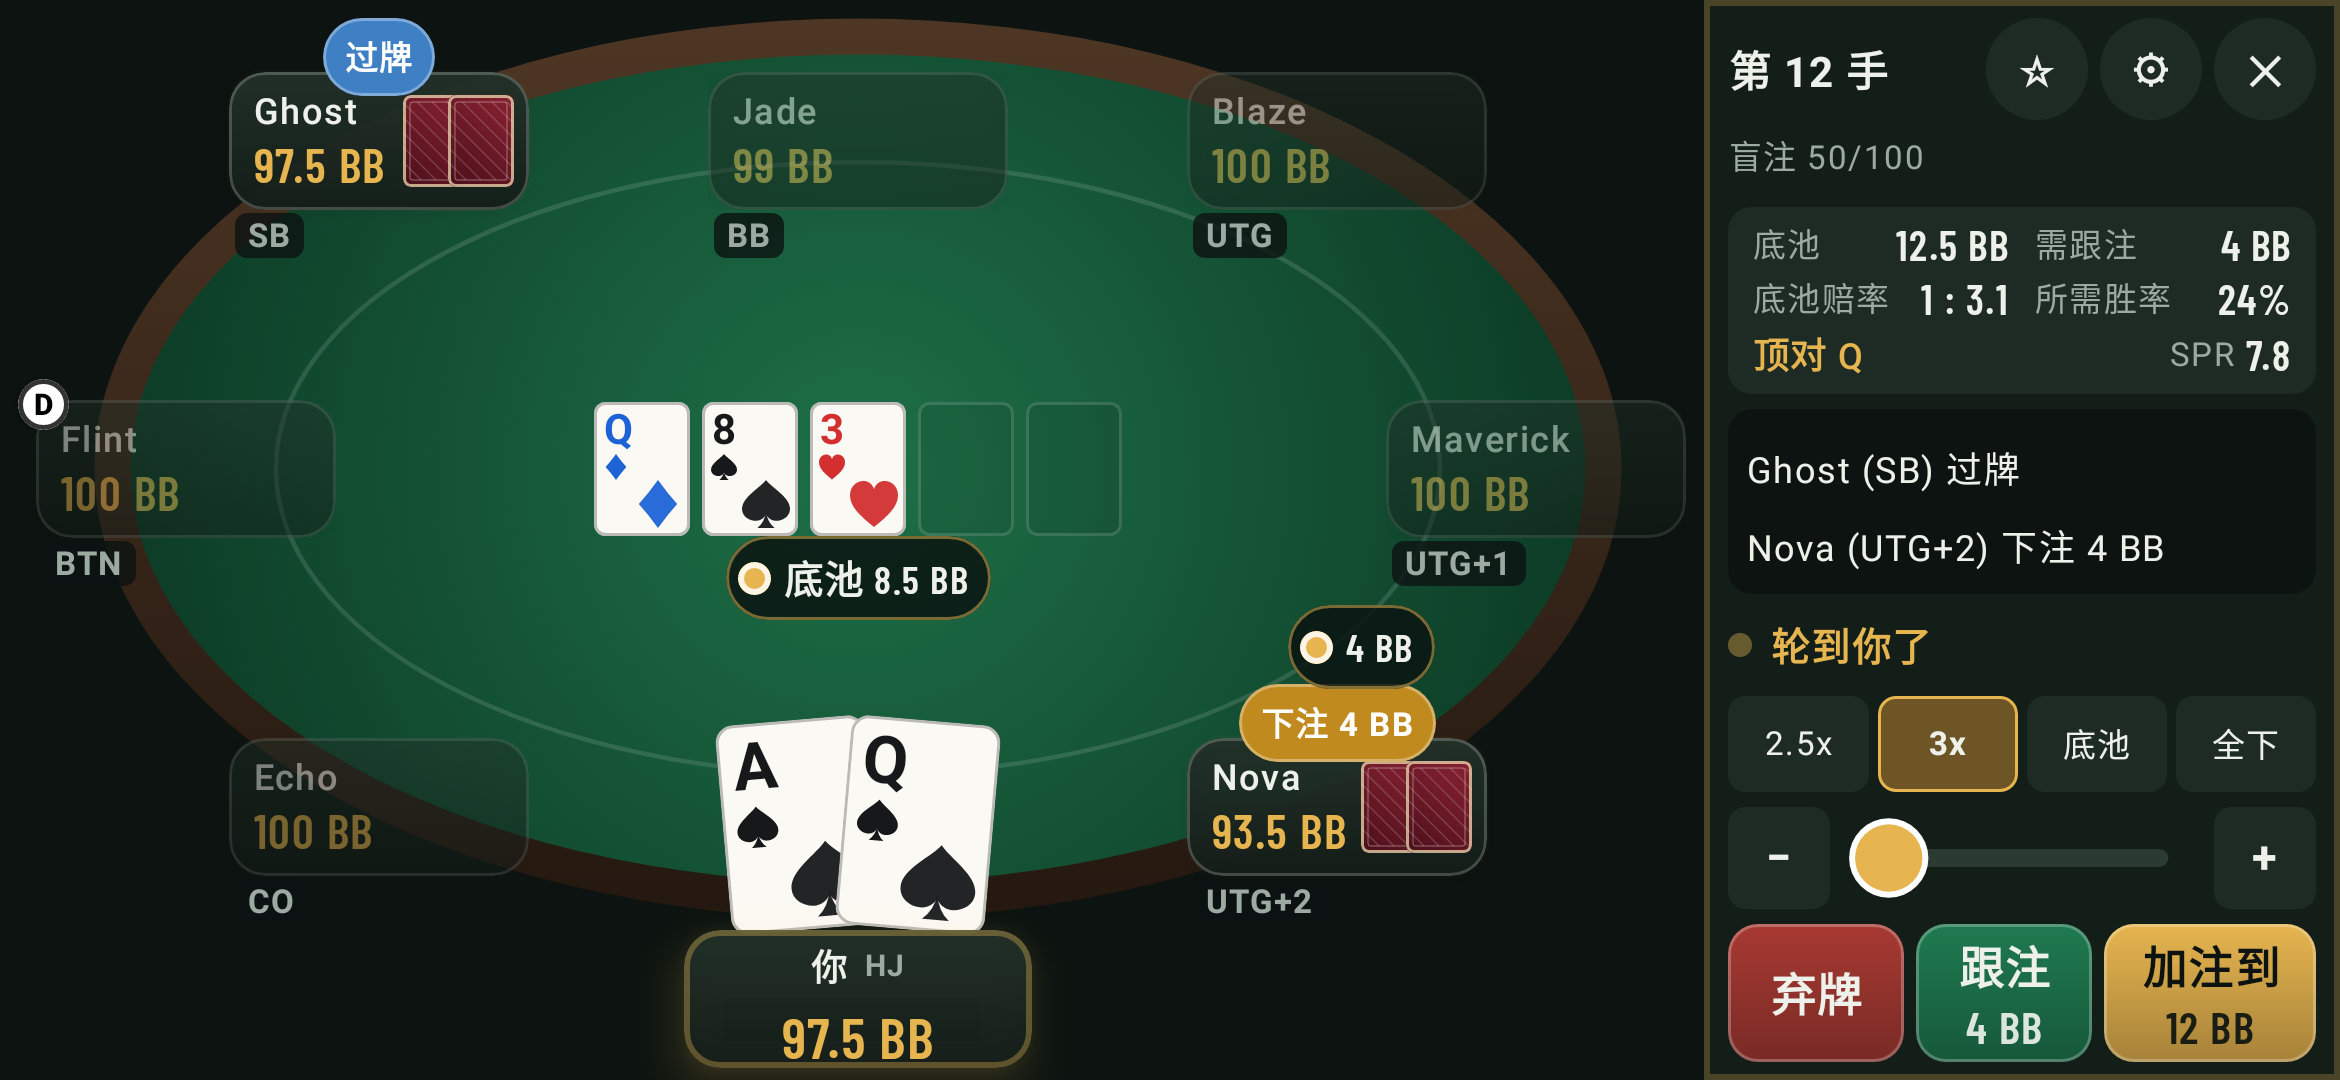 过牌
Ghost
97.5 BB
SB
Jade
99 BB
BB
Blaze
100 BB
UTG
D
Flint
100 BB
BTN
Q
8
3
底池 8.5 BB
Maverick
100 BB
UTG+1
4 BB
下注 4 BB
Nova
93.5 BB
UTG+2
Echo
100 BB
CO
A
Q
你 HJ
97.5 BB
第 12 手
盲注 50/100
底池 12.5 BB 需跟注 4 BB
底池赔率 1 : 3.1 所需胜率 24%
顶对 Q SPR 7.8
Ghost (SB) 过牌
Nova (UTG+2) 下注 4 BB
轮到你了
2.5x 3x 底池 全下
− +
弃牌
跟注
4 BB
加注到
12 BB